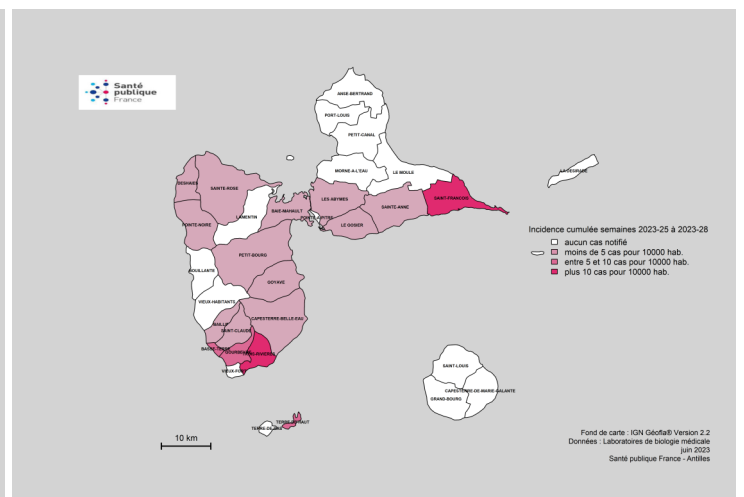 Santé
publique
France
ANSE-BERTRAND
PORT-LOUIS
PETIT-CANAL
MORNE-A-L'EAU
LE MOULE
LA DESIRADE
DESHAIES
SAINTE-ROSE
LAMENTIN
BAIE-MAHAULT
LES ABYMES
SAINTE-ANNE
SAINT-FRANCOIS
POINTE-NOIRE
POINTE-A-PITRE
LE GOSIER
Incidence cumulée semaines 2023-25 à 2023-28
aucun cas notifié
moins de 5 cas pour 10000 hab.
entre 5 et 10 cas pour 10000 hab.
plus 10 cas pour 10000 hab.
PETIT-BOURG
BOUILLANTE
GOYAVE
VIEUX-HABITANTS
CAPESTERRE-BELLE-EAU
BAILLIF
SAINT-CLAUDE
BASSE-TERRE
GOURBEYRE
TROIS-RIVIERES
VIEUX-FORT
SAINT-LOUIS
CAPESTERRE-DE-MARIE-GALANTE
GRAND-BOURG
TERRE-DE-HAUT
TERRE-DE-BAS
10 km
Fond de carte : IGN Géofla® Version 2.2
Données : Laboratoires de biologie médicale
juin 2023
Santé publique France - Antilles